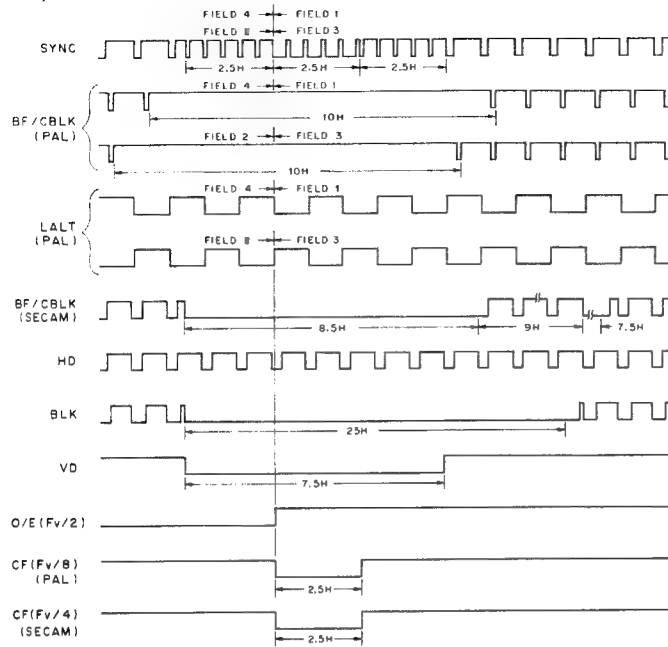 FIELD 4 FIELD 1
FIELD II FIELD 3
SYNC
2.5H 2.5H 2.5H
FIELD 4 FIELD 1
BF/CBLK
(PAL)
10H
FIELD 2 FIELD 3
10H
FIELD 4 FIELD 1
LALT
(PAL)
FIELD II FIELD 3
BF/CBLK
(SECAM)
8.5H 9H 7.5H
HD
BLK
25H
VD
7.5H
O/E(Fv/2)
CF(Fv/8)
(PAL)
2.5H
CF(Fv/4)
(SECAM)
2.5H